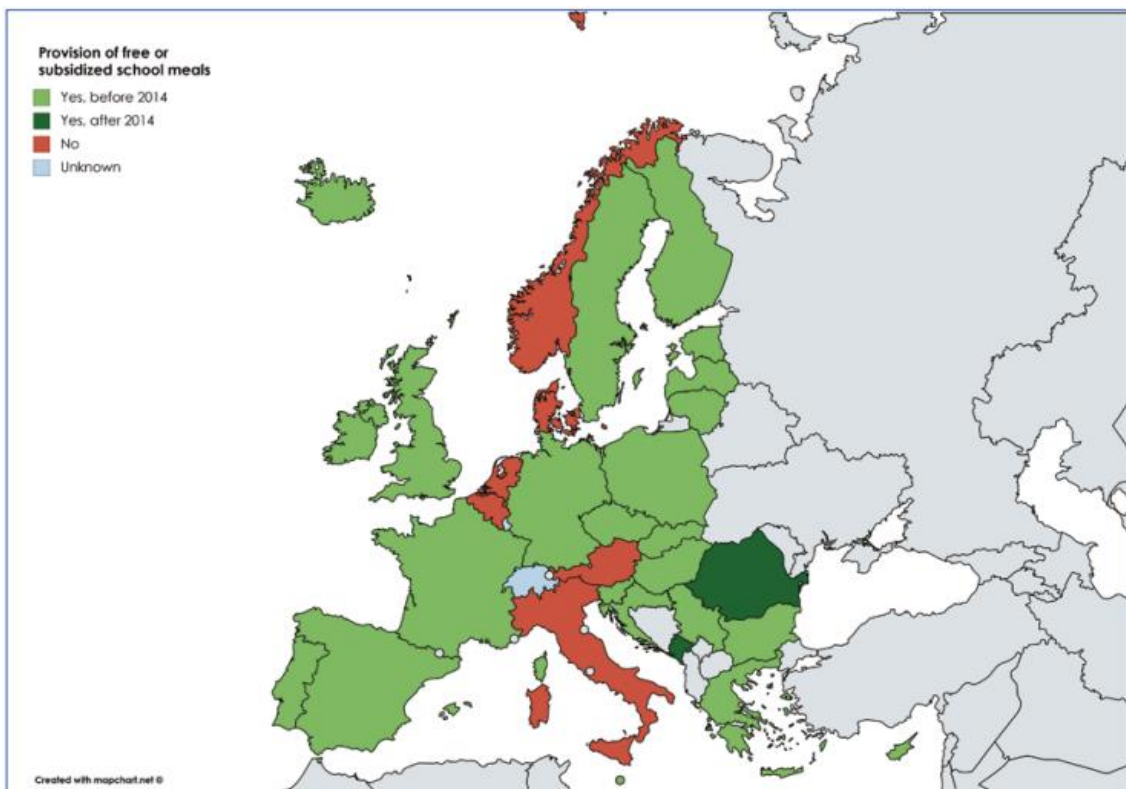 Provision of free or
subsidized school meals
Yes, before 2014
Yes, after 2014
No
Unknown
Created with mapchart.net ©